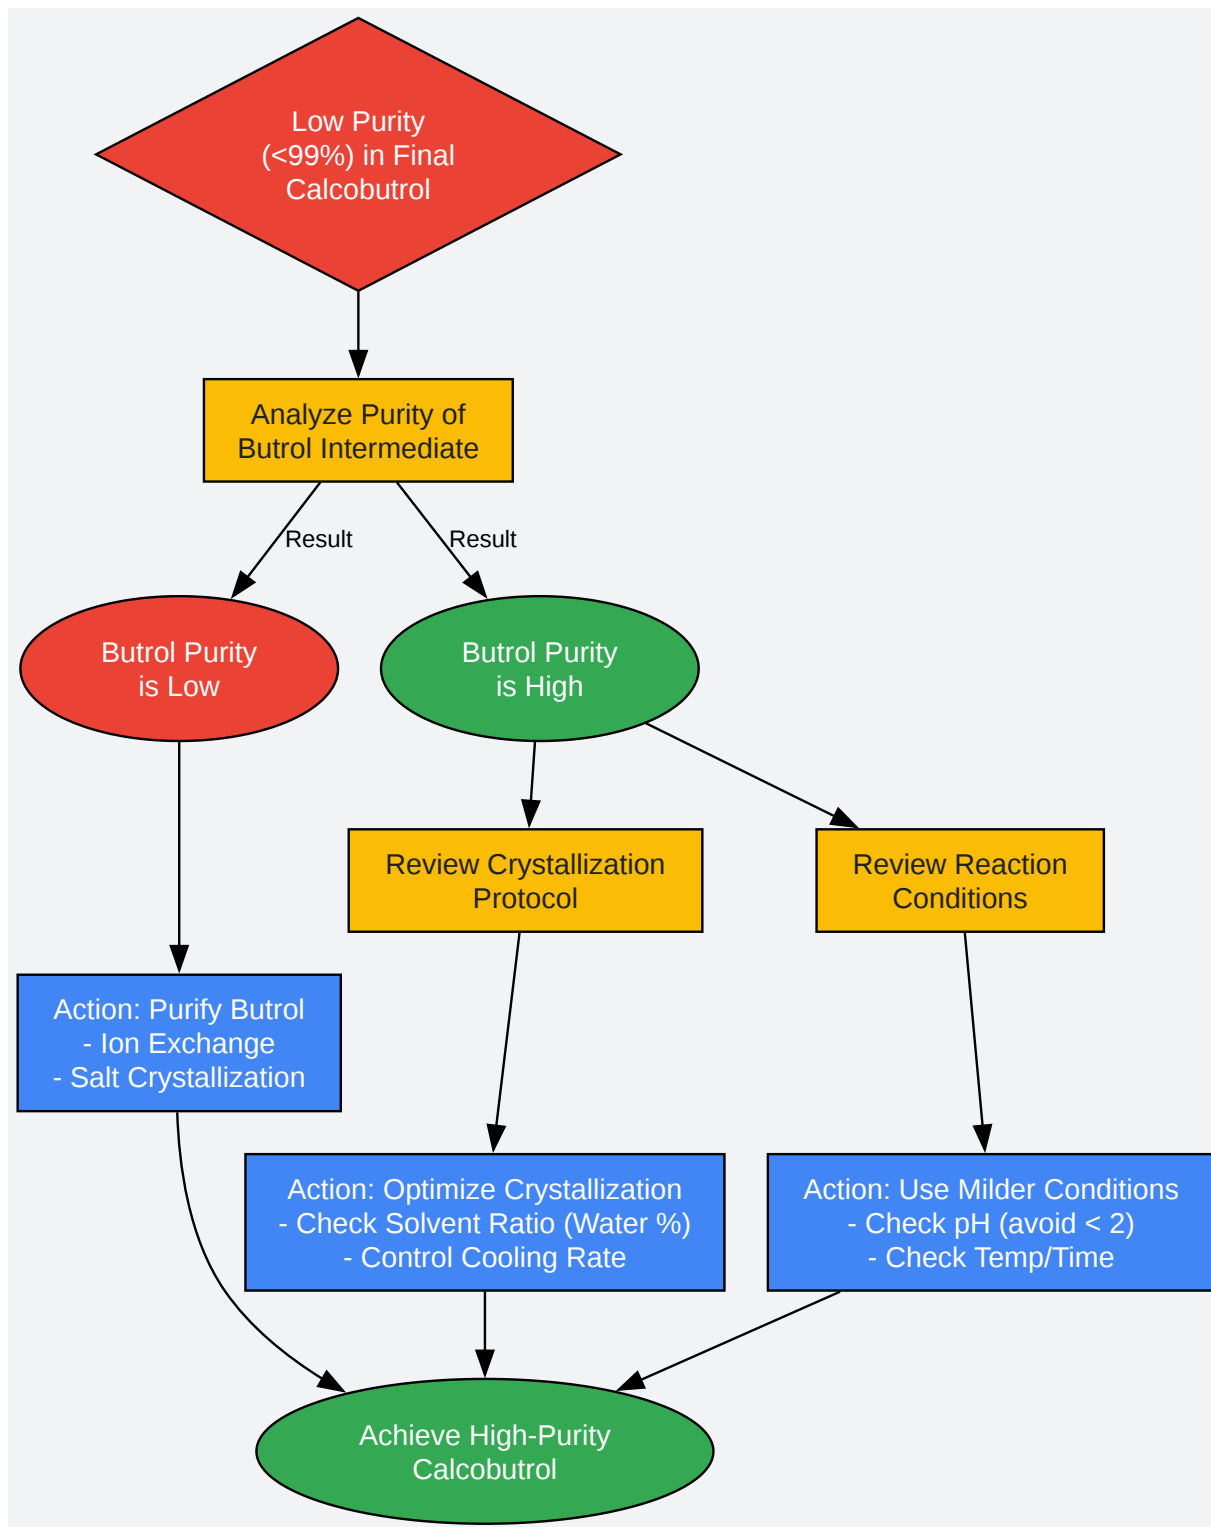 Low Purity
(<99%) in Final
Calcobutrol
Analyze Purity of
Butrol Intermediate
Result
Result
Butrol Purity
is Low
Butrol Purity
is High
Review Crystallization
Protocol
Review Reaction
Conditions
Action: Purify Butrol
- Ion Exchange
- Salt Crystallization
Action: Optimize Crystallization
- Check Solvent Ratio (Water %)
- Control Cooling Rate
Action: Use Milder Conditions
- Check pH (avoid < 2)
- Check Temp/Time
Achieve High-Purity
Calcobutrol